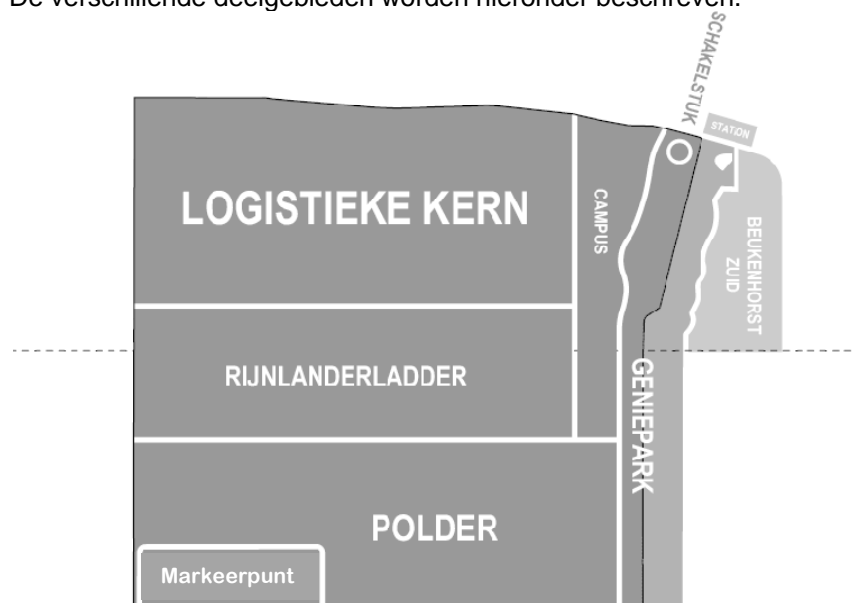 De verschillende deelgebieden worden hieronder beschreven.
SCHAKELSTUK
STATION
LOGISTIEKE KERN
CAMPUS
BEUKENHORST
ZUID
RIJNLANDERLADDER
GENIEPARK
POLDER
Markeerpunt